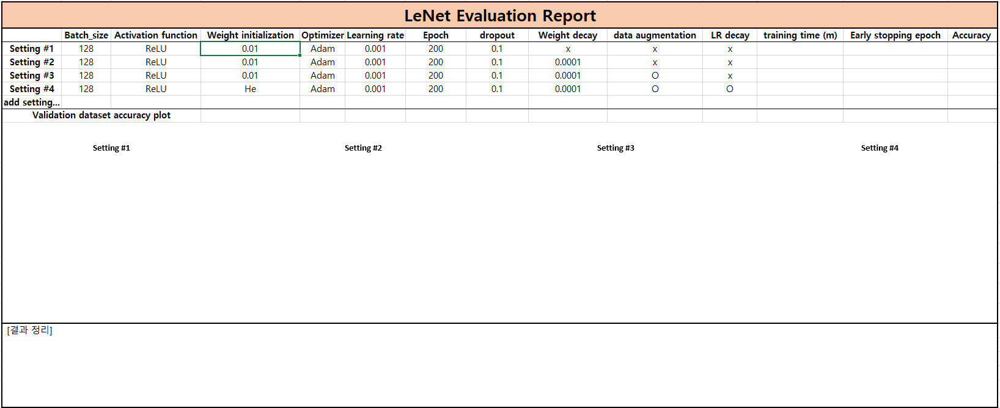 LeNet Evaluation Report
Batch_size Activation function Weight initialization Optimizer Learning rate Epoch dropout Weight decay data augmentation LR decay training time (m) Early stopping epoch Accuracy
Setting #1 128 ReLU 0.01 Adam 0.001 200 0.1 x x x
Setting #2 128 ReLU 0.01 Adam 0.001 200 0.1 0.0001 x x
Setting #3 128 ReLU 0.01 Adam 0.001 200 0.1 0.0001 O x
Setting #4 128 ReLU He Adam 0.001 200 0.1 0.0001 O O
add setting...
Validation dataset accuracy plot
Setting #1 Setting #2 Setting #3 Setting #4
[결과 정리]